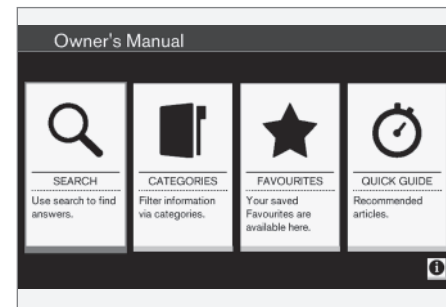 Owner's Manual
SEARCH
Use search to find
answers.
CATEGORIES
Filter information
via categories.
FAVOURITES
Your saved
Favourites are
available here.
QUICK GUIDE
Recommended
articles.